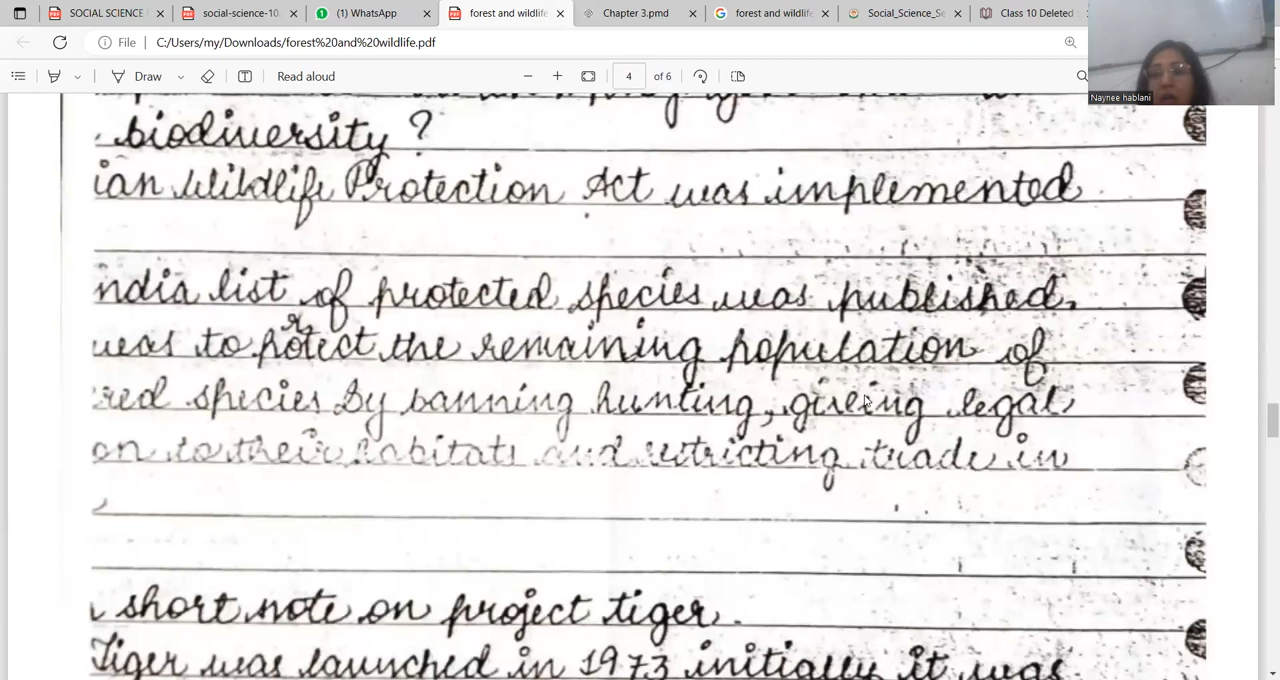 SOCIAL SCIENCE
social-science-10.
(1) WhatsApp
forest and wildlife
Chapter 3.pmd
forest and wildlife
Social_Science_Se
Class 10 Deleted
File C:/Users/my/Downloads/forest%20and%20wildlife.pdf
Draw Read aloud 4 of 6
Naynee hablani
biodiversity ?
ian Wildlife Protection Act was implemented
ndia list of protected species was published.
was to protect the remaining population of
red species by banning hunting, giving legal
on to their habitats and restricting trade in
short note on project tiger.
Tiger was launched in 1973 initially it was